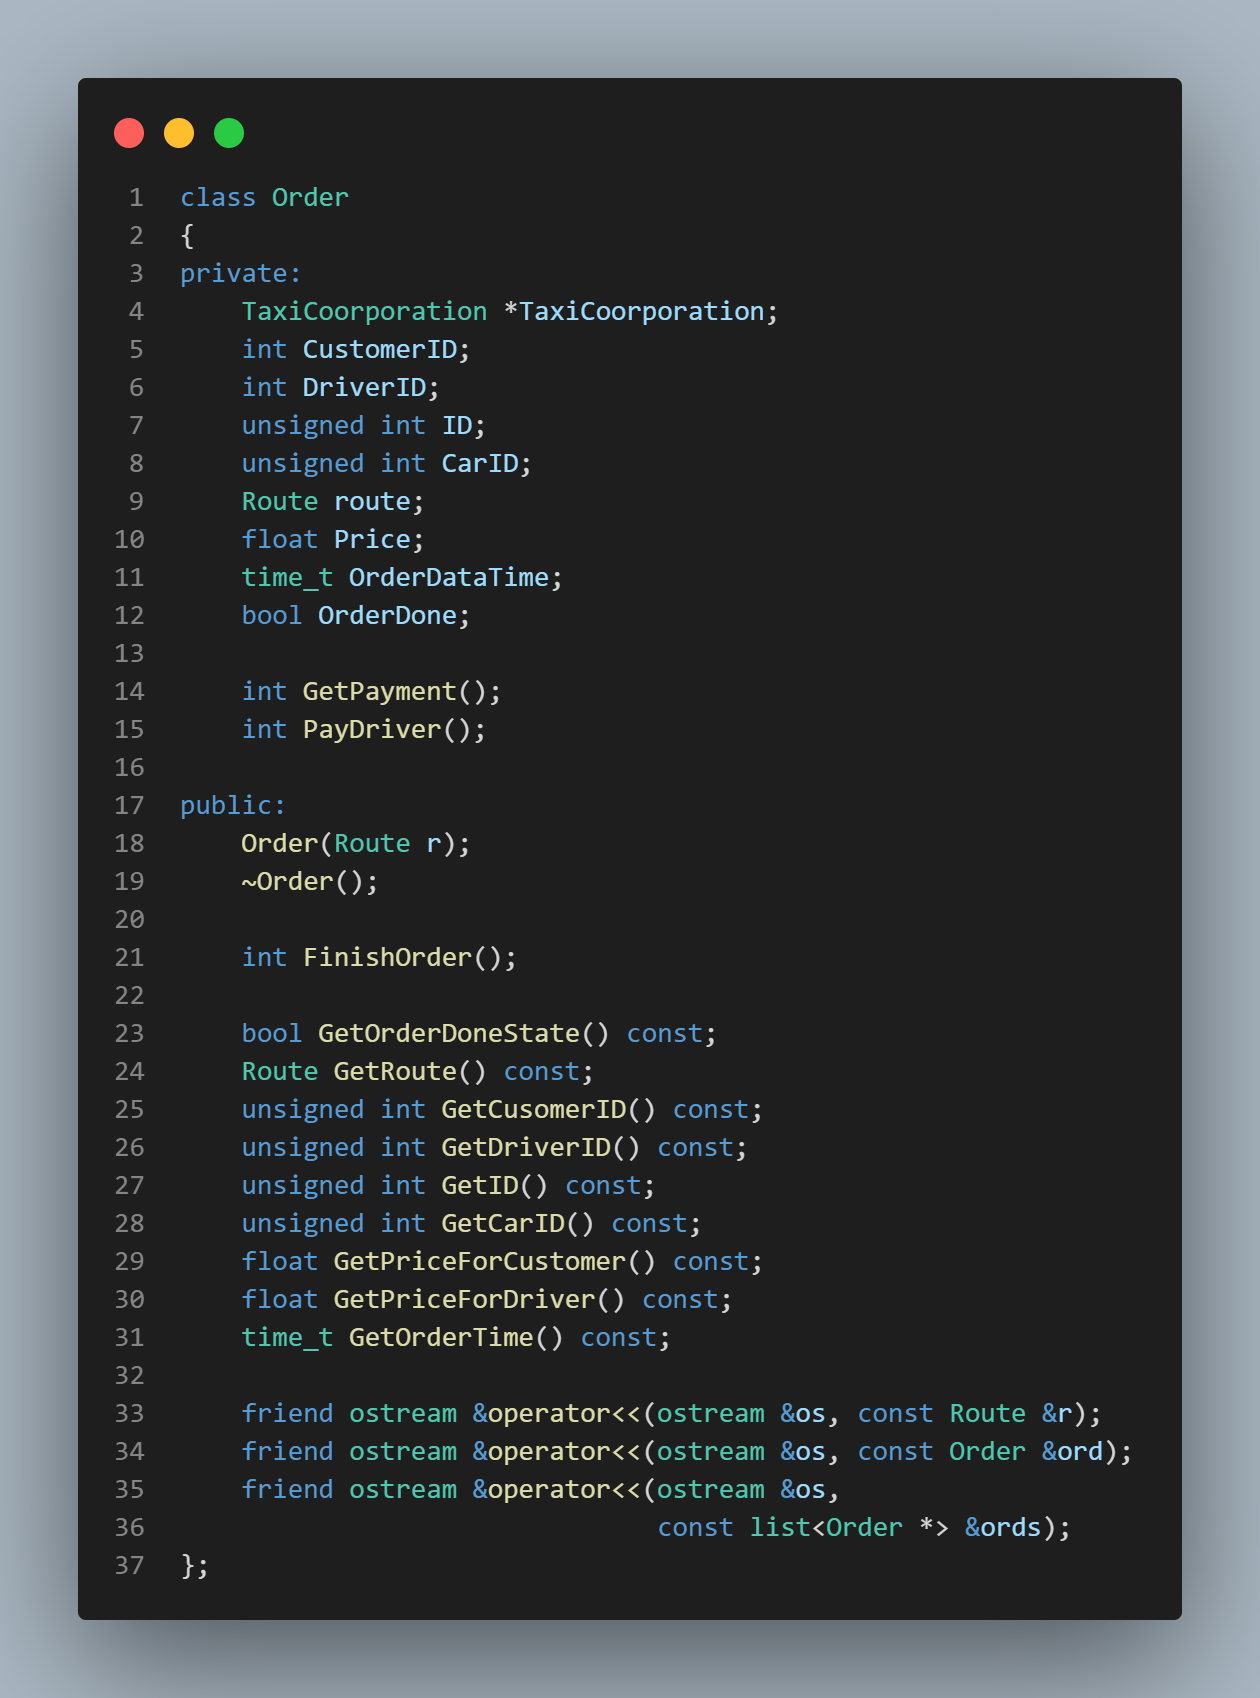 1 class Order
2 {
3 private:
4     TaxiCoorporation *TaxiCoorporation;
5     int CustomerID;
6     int DriverID;
7     unsigned int ID;
8     unsigned int CarID;
9     Route route;
10     float Price;
11     time_t OrderDataTime;
12     bool OrderDone;
13
14     int GetPayment();
15     int PayDriver();
16
17 public:
18     Order(Route r);
19     ~Order();
20
21     int FinishOrder();
22
23     bool GetOrderDoneState() const;
24     Route GetRoute() const;
25     unsigned int GetCusomerID() const;
26     unsigned int GetDriverID() const;
27     unsigned int GetID() const;
28     unsigned int GetCarID() const;
29     float GetPriceForCustomer() const;
30     float GetPriceForDriver() const;
31     time_t GetOrderTime() const;
32
33     friend ostream &operator<<(ostream &os, const Route &r);
34     friend ostream &operator<<(ostream &os, const Order &ord);
35     friend ostream &operator<<(ostream &os,
36                                const list<Order *> &ords);
37 };